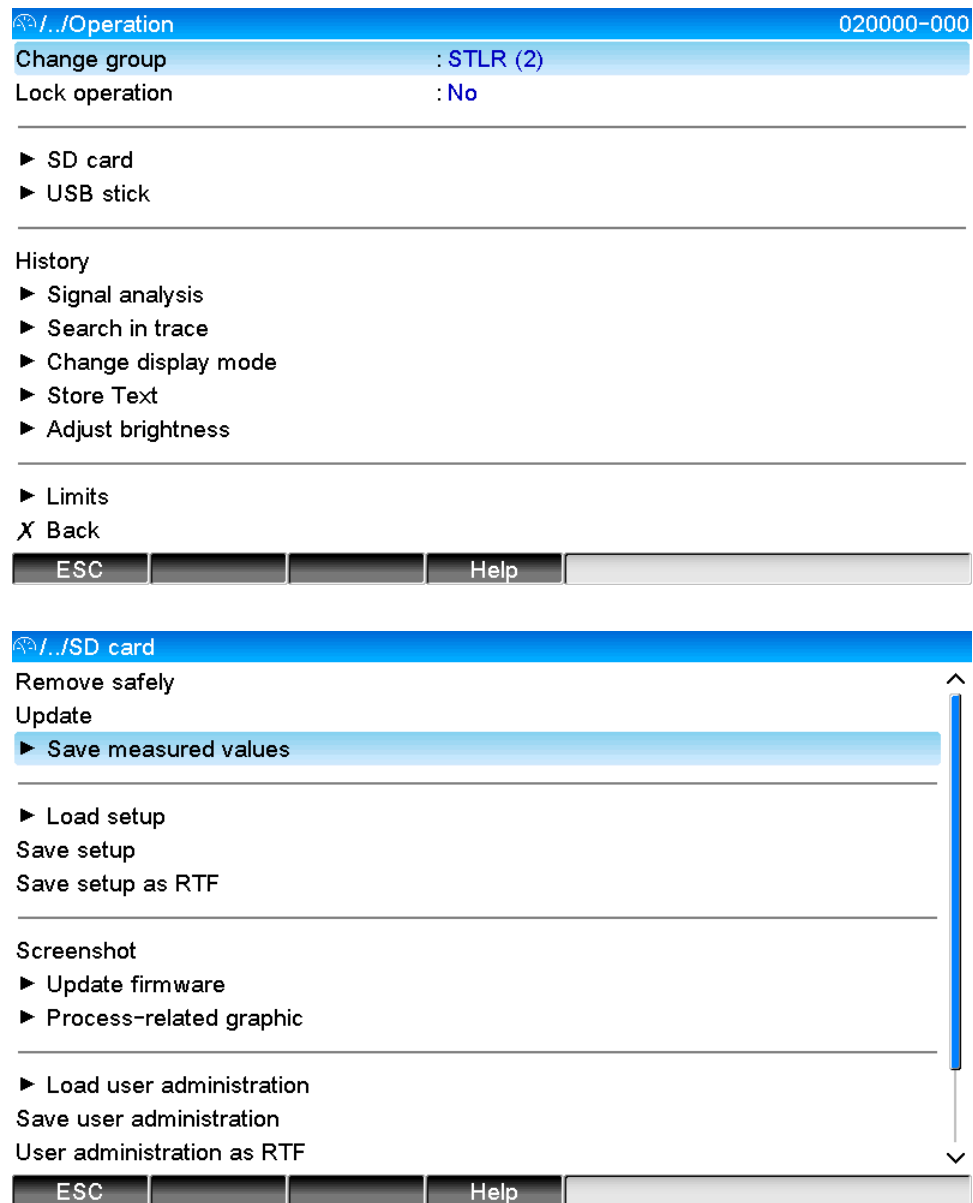 /../Operation 020000-000
Change group : STLR (2)
Lock operation : No
► SD card
► USB stick
History
► Signal analysis
► Search in trace
► Change display mode
► Store Text
► Adjust brightness
► Limits
X Back
ESC Help
/../SD card
Remove safely
Update
► Save measured values
► Load setup
Save setup
Save setup as RTF
Screenshot
► Update firmware
► Process-related graphic
► Load user administration
Save user administration
User administration as RTF
ESC Help